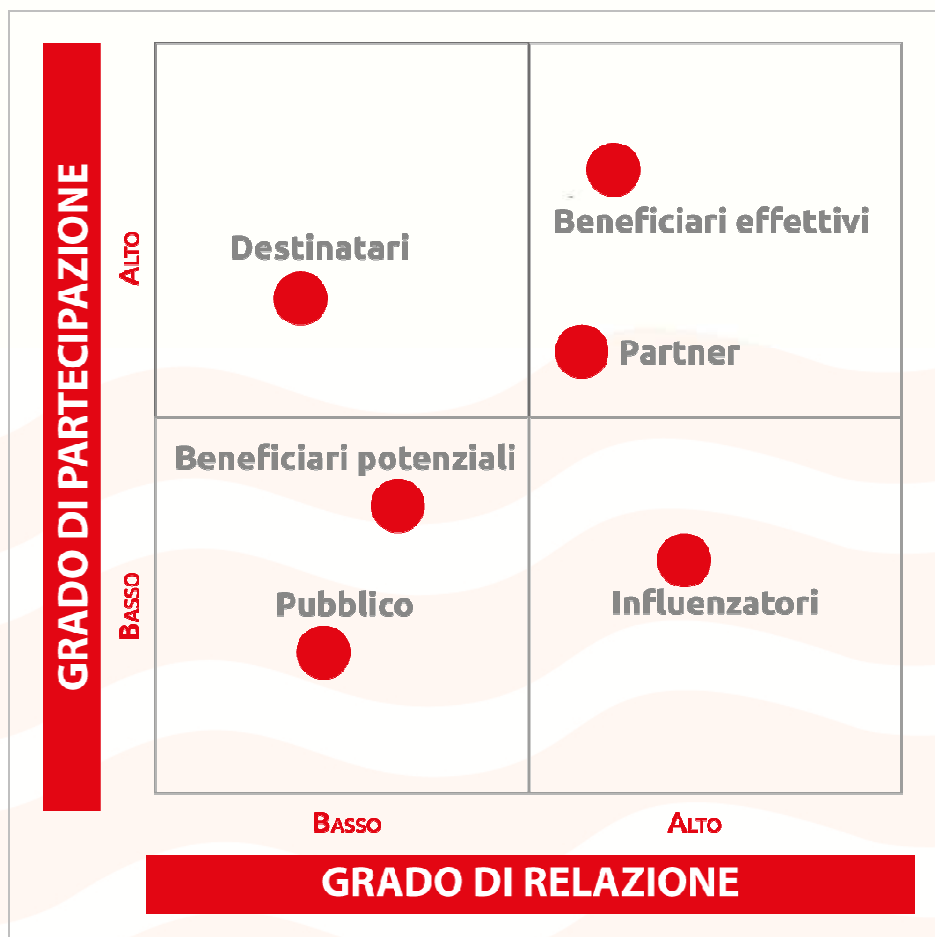 GRADO DI PARTECIPAZIONE
ALTO
BASSO
Destinatari
Beneficiari effettivi
Partner
Beneficiari potenziali
Pubblico
Influenzatori
BASSO
ALTO
GRADO DI RELAZIONE